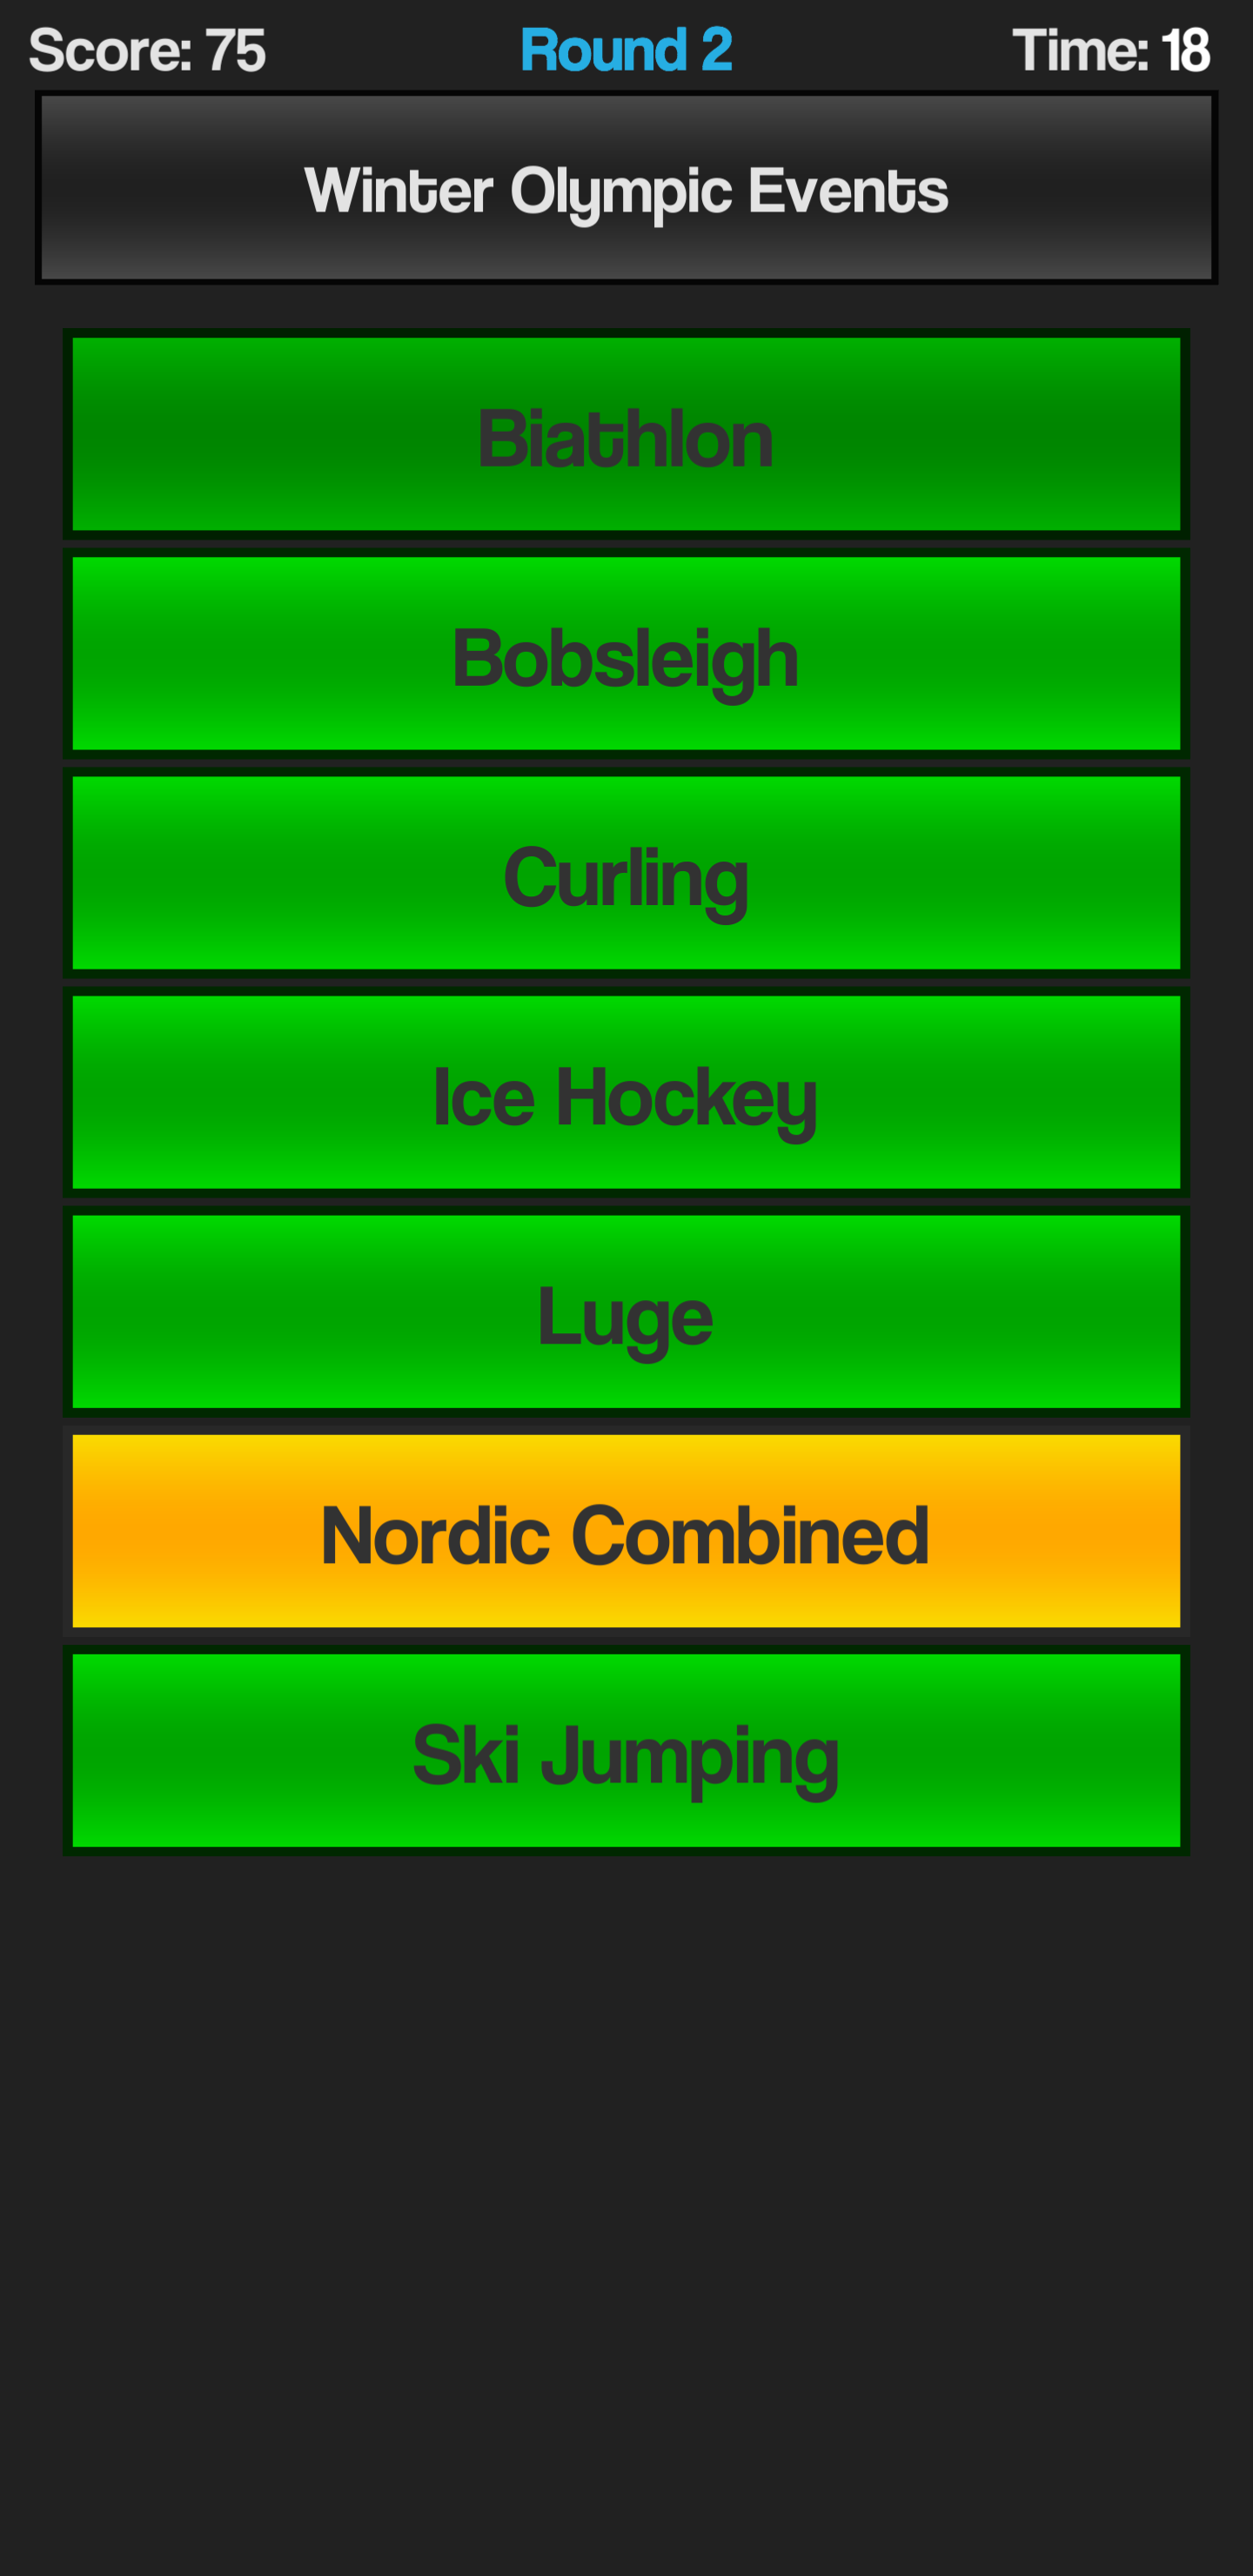 Score: 75 Round 2 Time: 18
Winter Olympic Events
Biathlon
Bobsleigh
Curling
Ice Hockey
Luge
Nordic Combined
Ski Jumping